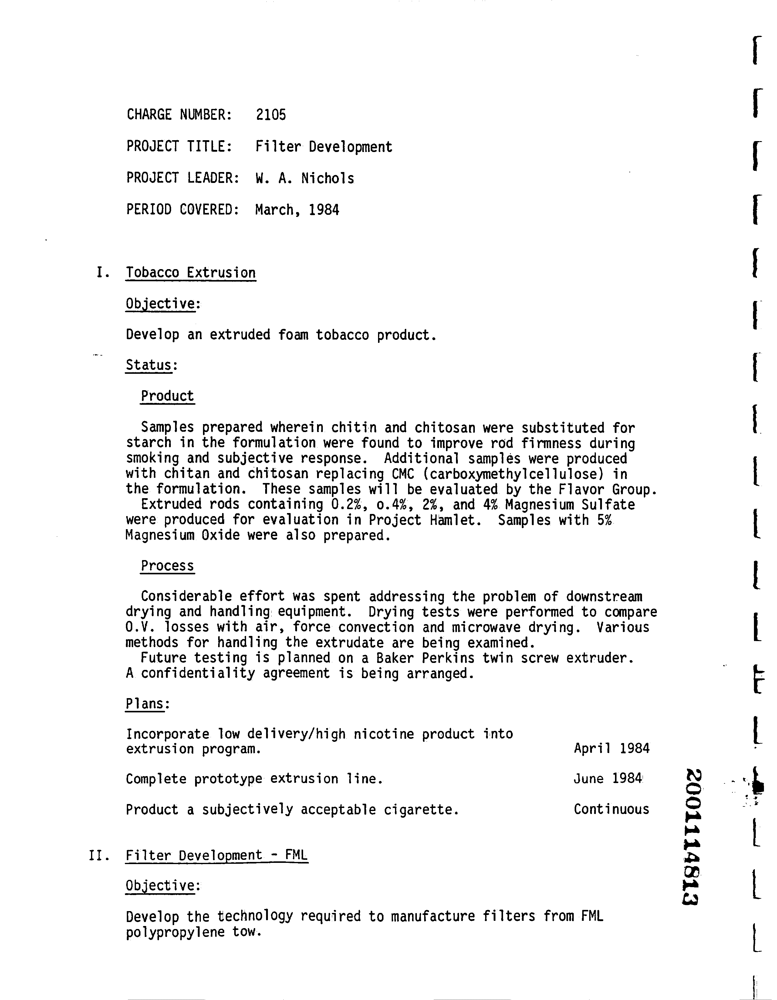 CHARGE NUMBER: 2105
PROJECT TITLE: Filter Development
PROJECT LEADER: W. A. Nichols
PERIOD COVERED: March, 1984
I. Tobacco Extrusion
Objective:
Develop an extruded foam tobacco product.
Status:
Product
Samples prepared wherein chitin and chitosan were substituted for
starch in the formulation were found to improve rod firmness during
smoking and subjective response. Additional samples were produced
with chitan and chitosan replacing CMC (carboxymethylcellulose) in
the formulation. These samples will be evaluated by the Flavor Group.
Extruded rods containing 0.2%, o.4%, 2%, and 4% Magnesium Sulfate
were produced for evaluation in Project Hamlet. Samples with 5%
Magnesium Oxide were also prepared.
Process
Considerable effort was spent addressing the problem of downstream
drying and handling equipment. Drying tests were performed to compare
O.V. losses with air, force convection and microwave drying. Various
methods for handling the extrudate are being examined.
Future testing is planned on a Baker Perkins twin screw extruder.
A confidentiality agreement is being arranged.
Plans:
Incorporate low delivery/high nicotine product into
extrusion program. April 1984
Complete prototype extrusion line. June 1984
Product a subjectively acceptable cigarette. Continuous
II. Filter Development - FML
Objective:
Develop the technology required to manufacture filters from FML
polypropylene tow.
2001114813